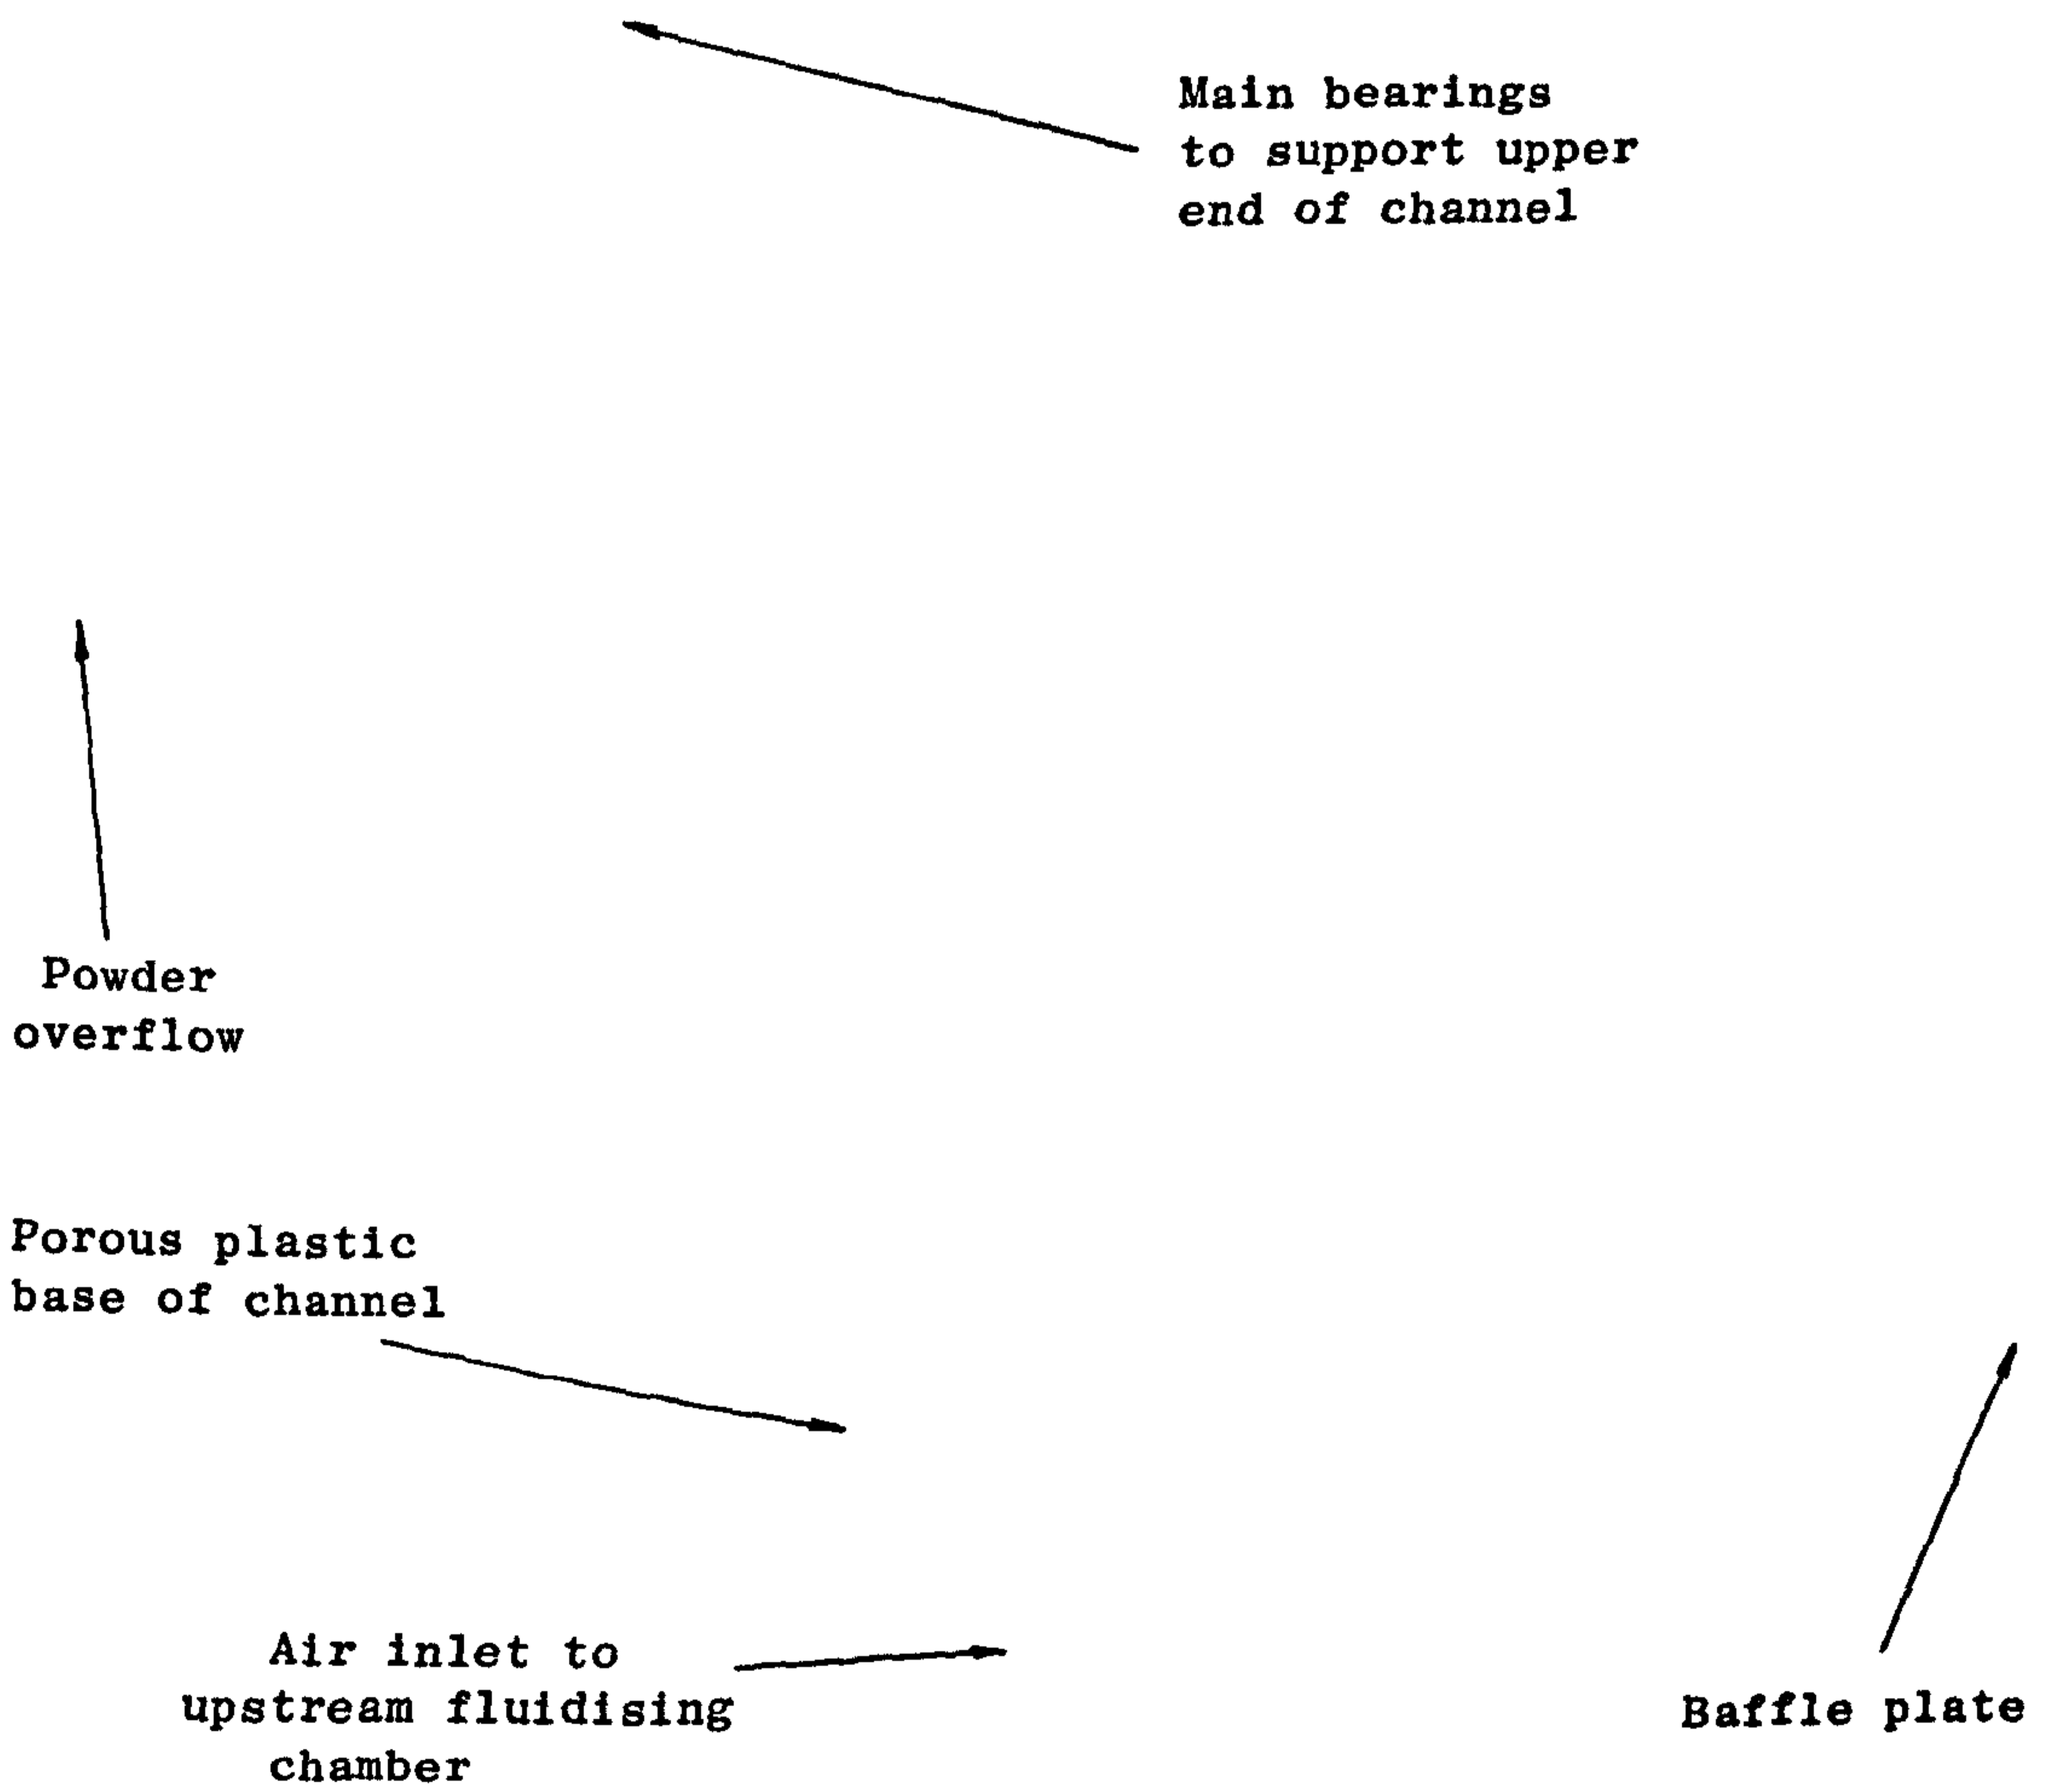 Main bearings
to support upper
end of channel
Powder
overflow
Porous plastic
base of channel
Air inlet to
upstream fluidising
chamber
Baffle plate